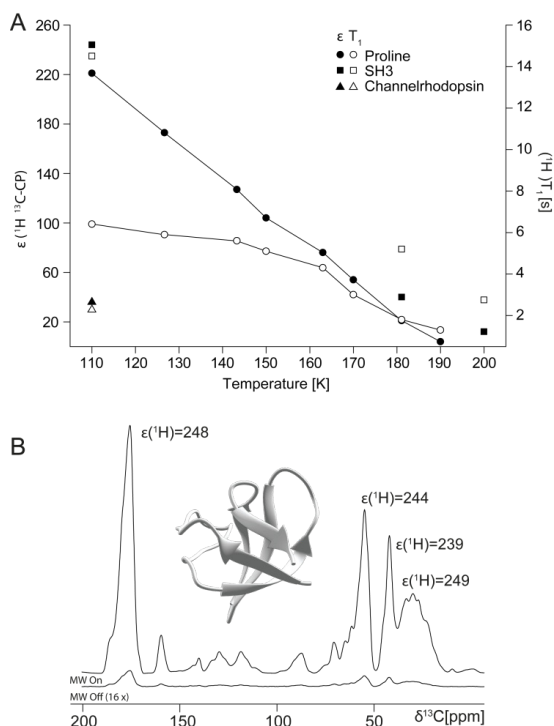 A
260
220
180
140
100
60
20
ε (¹H ¹³C-CP)
16
14
12
10
8
6
4
2
(¹H) T₁ [s]
ε T₁
Proline
SH3
Channelrhodopsin
110 120 130 140 150 160 170 180 190 200
Temperature [K]
B
ε(¹H)=248
ε(¹H)=244
ε(¹H)=239
ε(¹H)=249
MW On
MW Off (16 x)
200 150 100 50
δ¹³C[ppm]